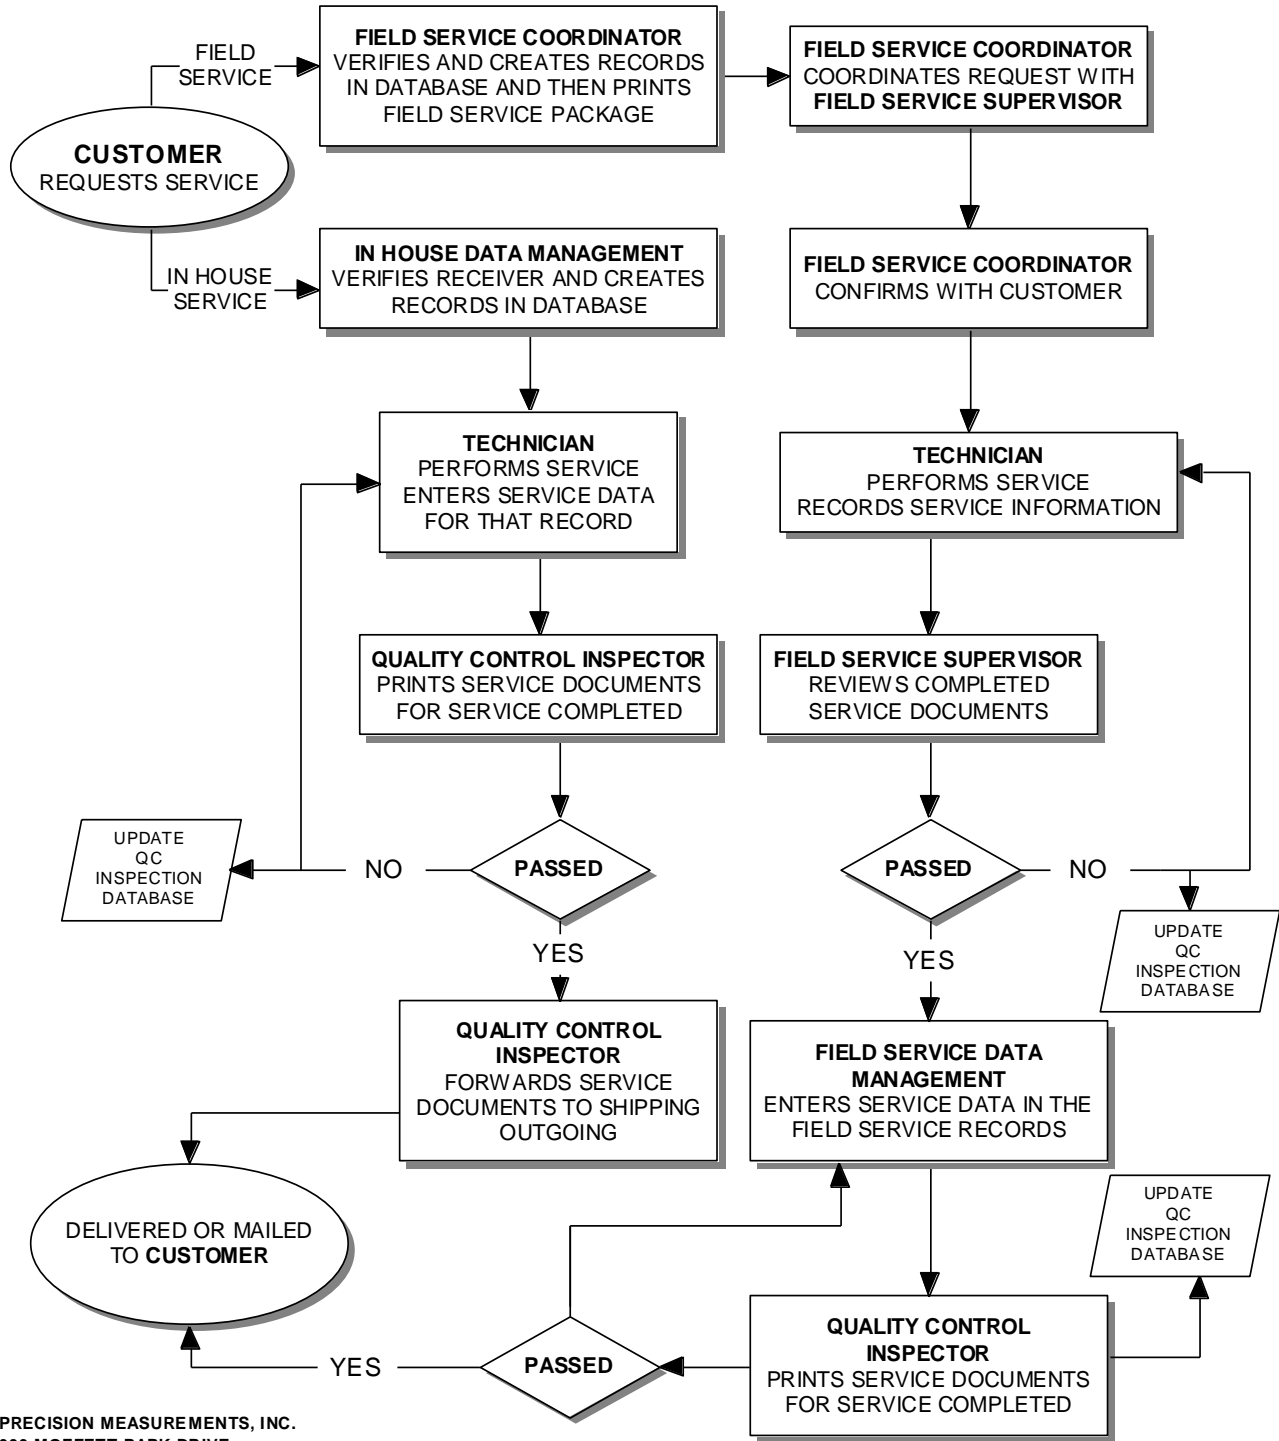 FIELD
SERVICE
FIELD SERVICE COORDINATOR
VERIFIES AND CREATES RECORDS
IN DATABASE AND THEN PRINTS
FIELD SERVICE PACKAGE
FIELD SERVICE COORDINATOR
COORDINATES REQUEST WITH
FIELD SERVICE SUPERVISOR
CUSTOMER
REQUESTS SERVICE
IN HOUSE
SERVICE
IN HOUSE DATA MANAGEMENT
VERIFIES RECEIVER AND CREATES
RECORDS IN DATABASE
FIELD SERVICE COORDINATOR
CONFIRMS WITH CUSTOMER
TECHNICIAN
PERFORMS SERVICE
ENTERS SERVICE DATA
FOR THAT RECORD
TECHNICIAN
PERFORMS SERVICE
RECORDS SERVICE INFORMATION
QUALITY CONTROL INSPECTOR
PRINTS SERVICE DOCUMENTS
FOR SERVICE COMPLETED
FIELD SERVICE SUPERVISOR
REVIEWS COMPLETED
SERVICE DOCUMENTS
UPDATE
QC
INSPECTION
DATABASE
NO
PASSED
PASSED
NO
UPDATE
QC
INSPECTION
DATABASE
YES
YES
QUALITY CONTROL
INSPECTOR
FORWARDS SERVICE
DOCUMENTS TO SHIPPING
OUTGOING
FIELD SERVICE DATA
MANAGEMENT
ENTERS SERVICE DATA IN THE
FIELD SERVICE RECORDS
DELIVERED OR MAILED
TO CUSTOMER
UPDATE
QC
INSPECTION
DATABASE
YES
PASSED
QUALITY CONTROL
INSPECTOR
PRINTS SERVICE DOCUMENTS
FOR SERVICE COMPLETED
PRECISION MEASUREMENTS, INC.
MOFFETT PARK DRIVE